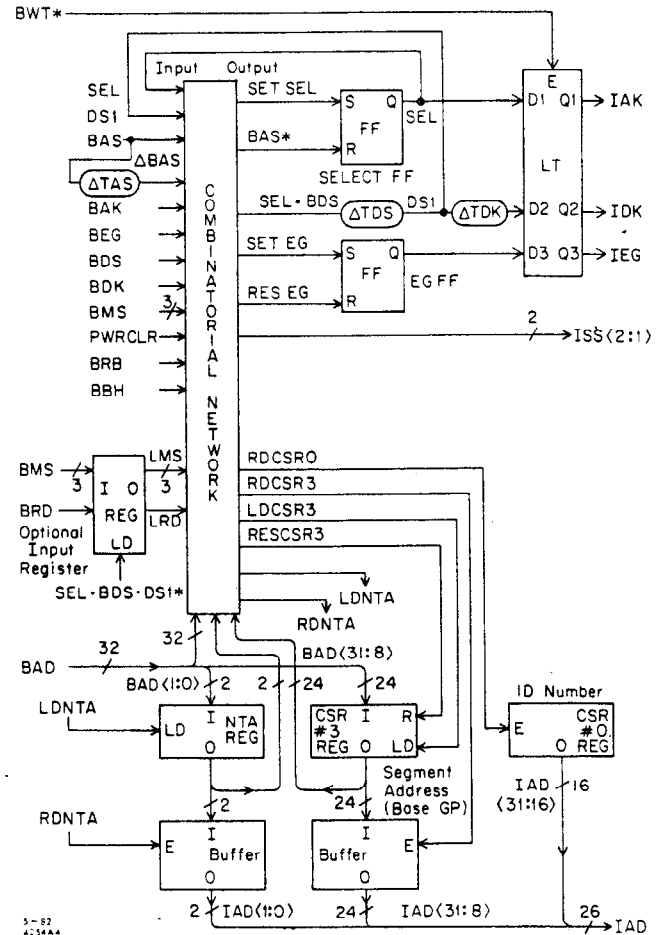 BWT*
Input Output
SEL
DS1
BAS
ΔBAS
ΔTAS
BAK
BEG
BDS
BDK
BMS
3
PWRCLR
BRB
BBH
COMBINATORIAL NETWORK
SET SEL
BAS*
S Q
FF
R
SEL
SELECT FF
SEL-BDS
ΔTDS
DS1
ΔTDK
SET EG
RES EG
S Q
FF
R
EG FF
E
D1 Q1
LT
D2 Q2
D3 Q3
IAK
IDK
IEG
2
ISS⟨2:1⟩
BMS
3
BRD
I O
REG
LD
LMS
3
LRD
Optional
Input
Register
SEL-BDS-DS1*
RDCSR0
RDCSR3
LDCSR3
RESCSR3
LDNTA
RDNTA
BAD
32
32
BAD⟨31:8⟩
BAD⟨1:0⟩
2
2
24
24
LDNTA
LD
I
NTA
REG
O
CSR
#3
REG
I
R
O
LD
ID Number
E
CSR
#0
REG
O
Segment
Address
(Base GP)
IAD
⟨31:16⟩
16
2
24
RDNTA
E
I
Buffer
O
I
Buffer
E
O
2
IAD⟨1:0⟩
24
IAD⟨31:8⟩
26
IAD
5-82
4254A4